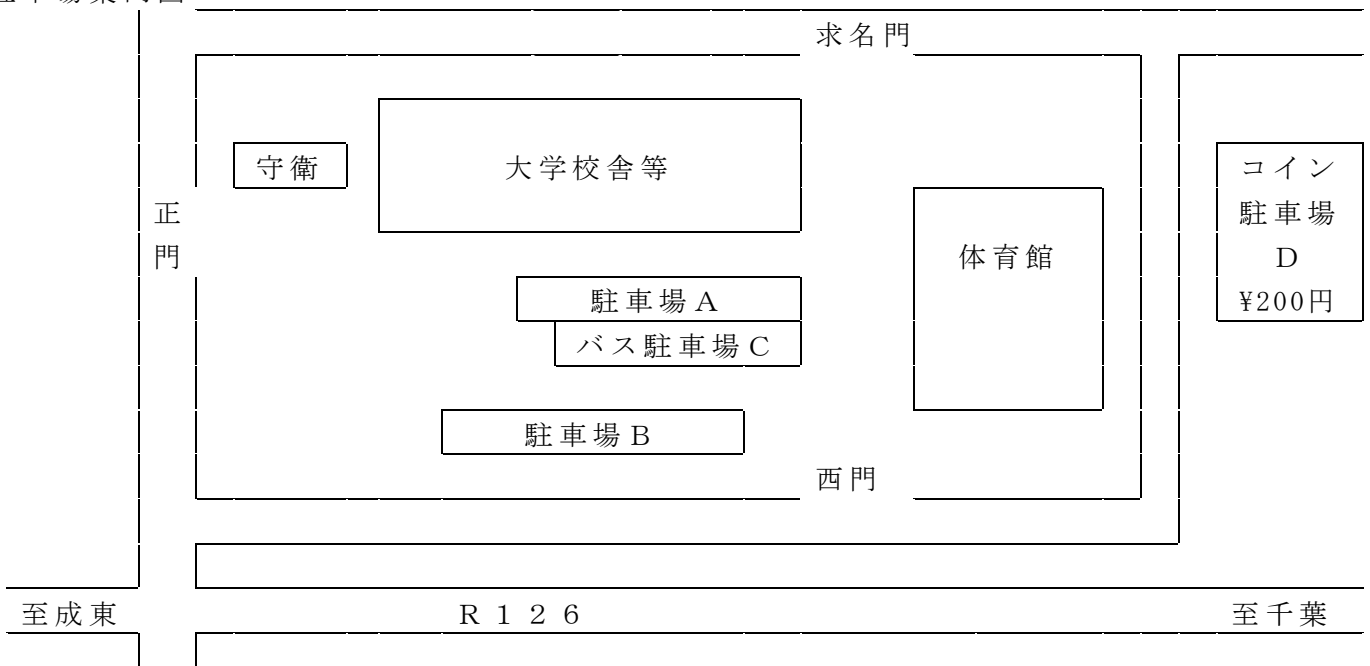 求名門
守衛
大学校舎等
コイン
駐車場
D
¥200円
正
門
体育館
駐車場A
バス駐車場C
駐車場B
西門
至成東
R126
至千葉